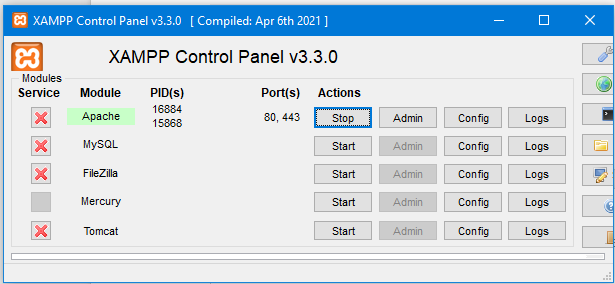 XAMPP Control Panel v3.3.0 [ Compiled: Apr 6th 2021 ]
XAMPP Control Panel v3.3.0
Modules
Service Module PID(s) Port(s) Actions
Apache 16884 15868 80, 443 Stop Admin Config Logs
MySQL Start Admin Config Logs
FileZilla Start Admin Config Logs
Mercury Start Admin Config Logs
Tomcat Start Admin Config Logs